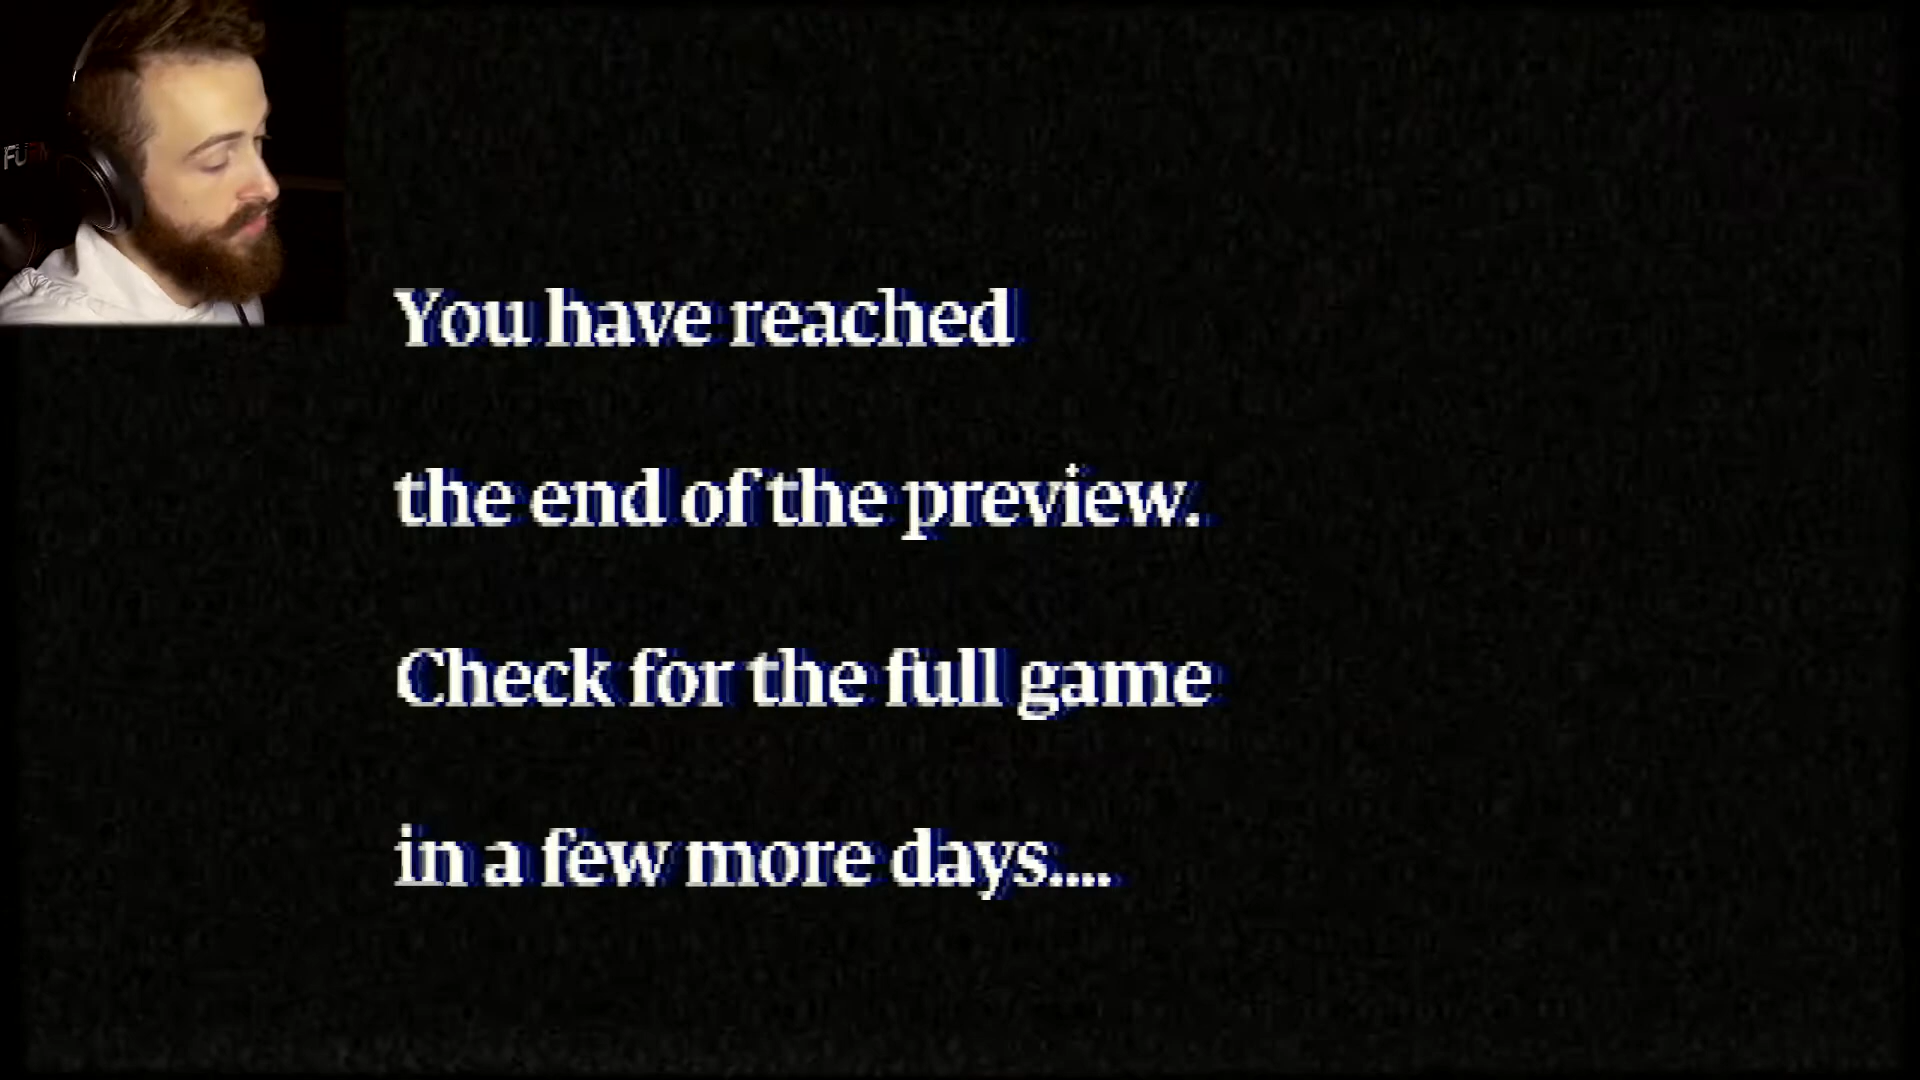 You have reached
the end of the preview.
Check for the full game
in a few more days....